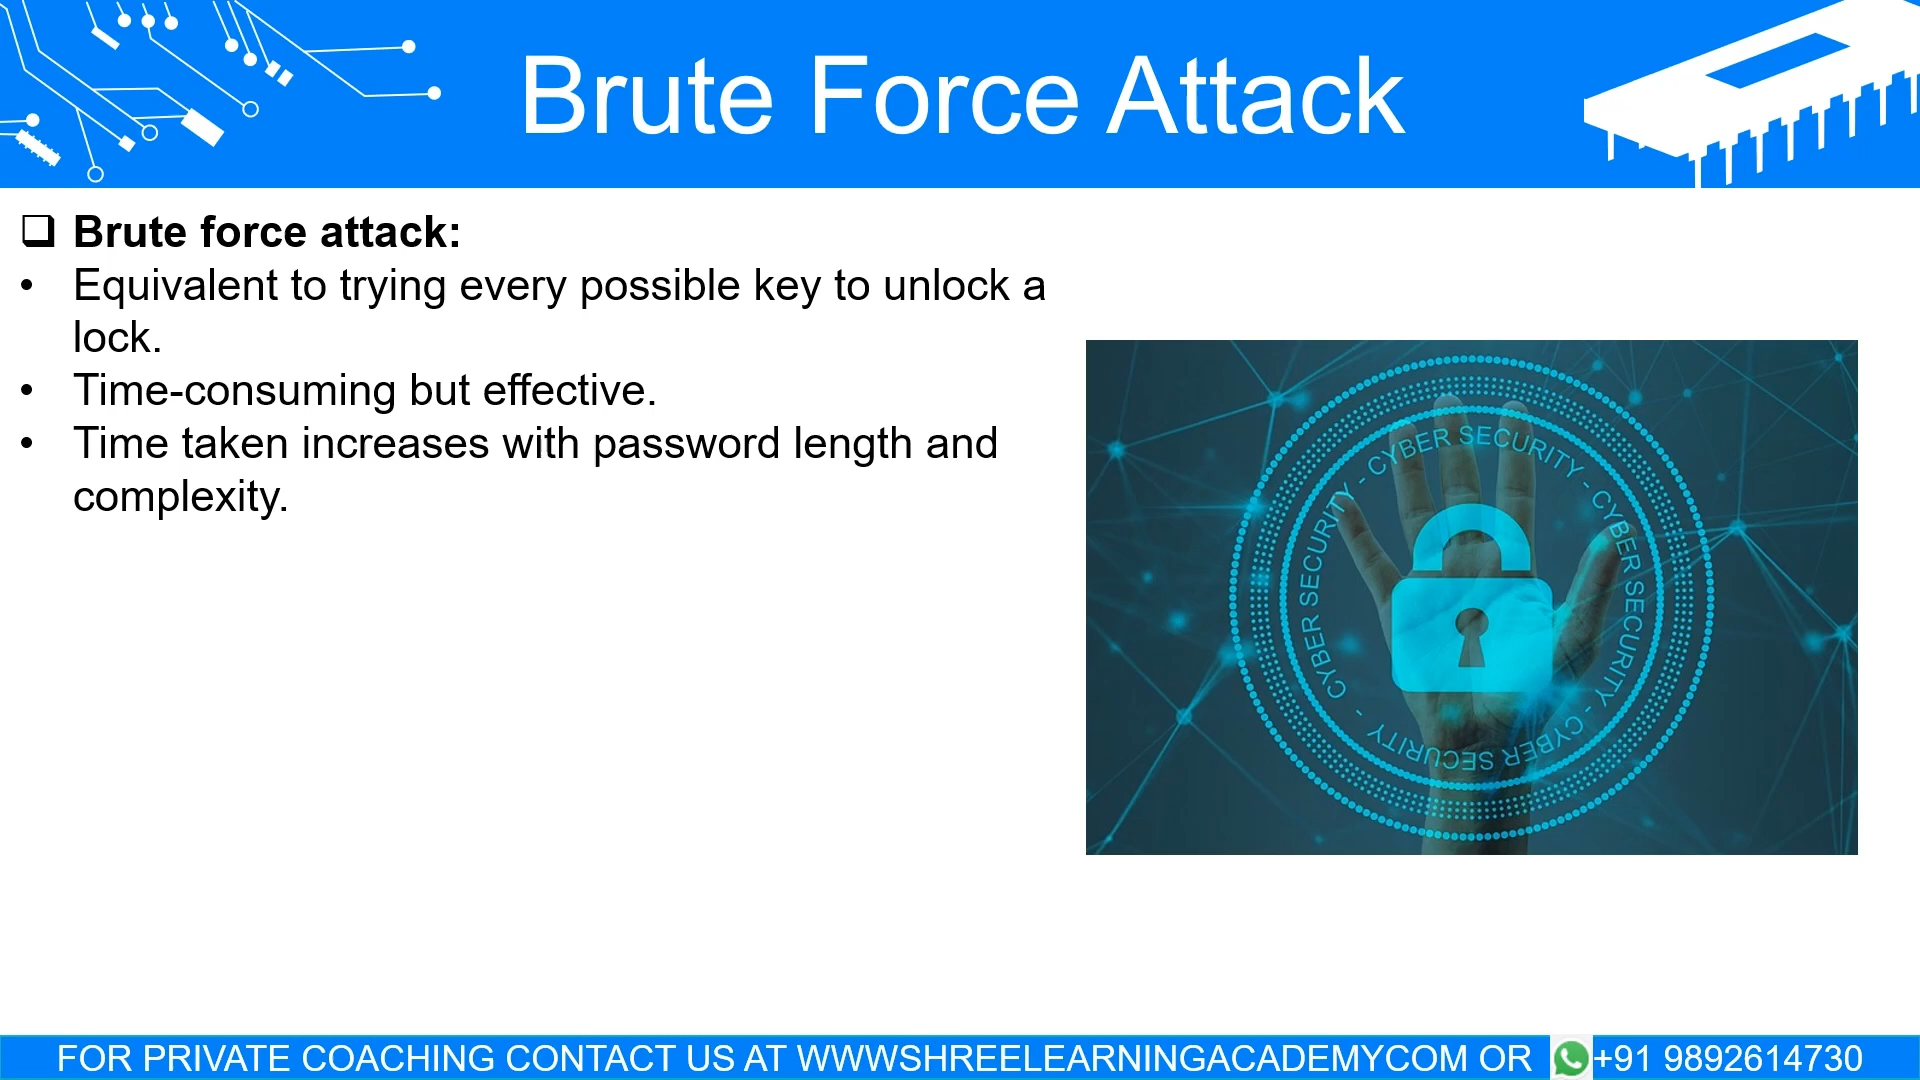 Brute Force Attack
❑ Brute force attack:
• Equivalent to trying every possible key to unlock a
lock.
• Time-consuming but effective.
• Time taken increases with password length and
complexity.
CYBER SECURITY - CYBER SECURITY - CYBER SECURITY - CYBER SECURITY -
FOR PRIVATE COACHING CONTACT US AT WWWSHREELEARNINGACADEMYCOM OR +91 9892614730